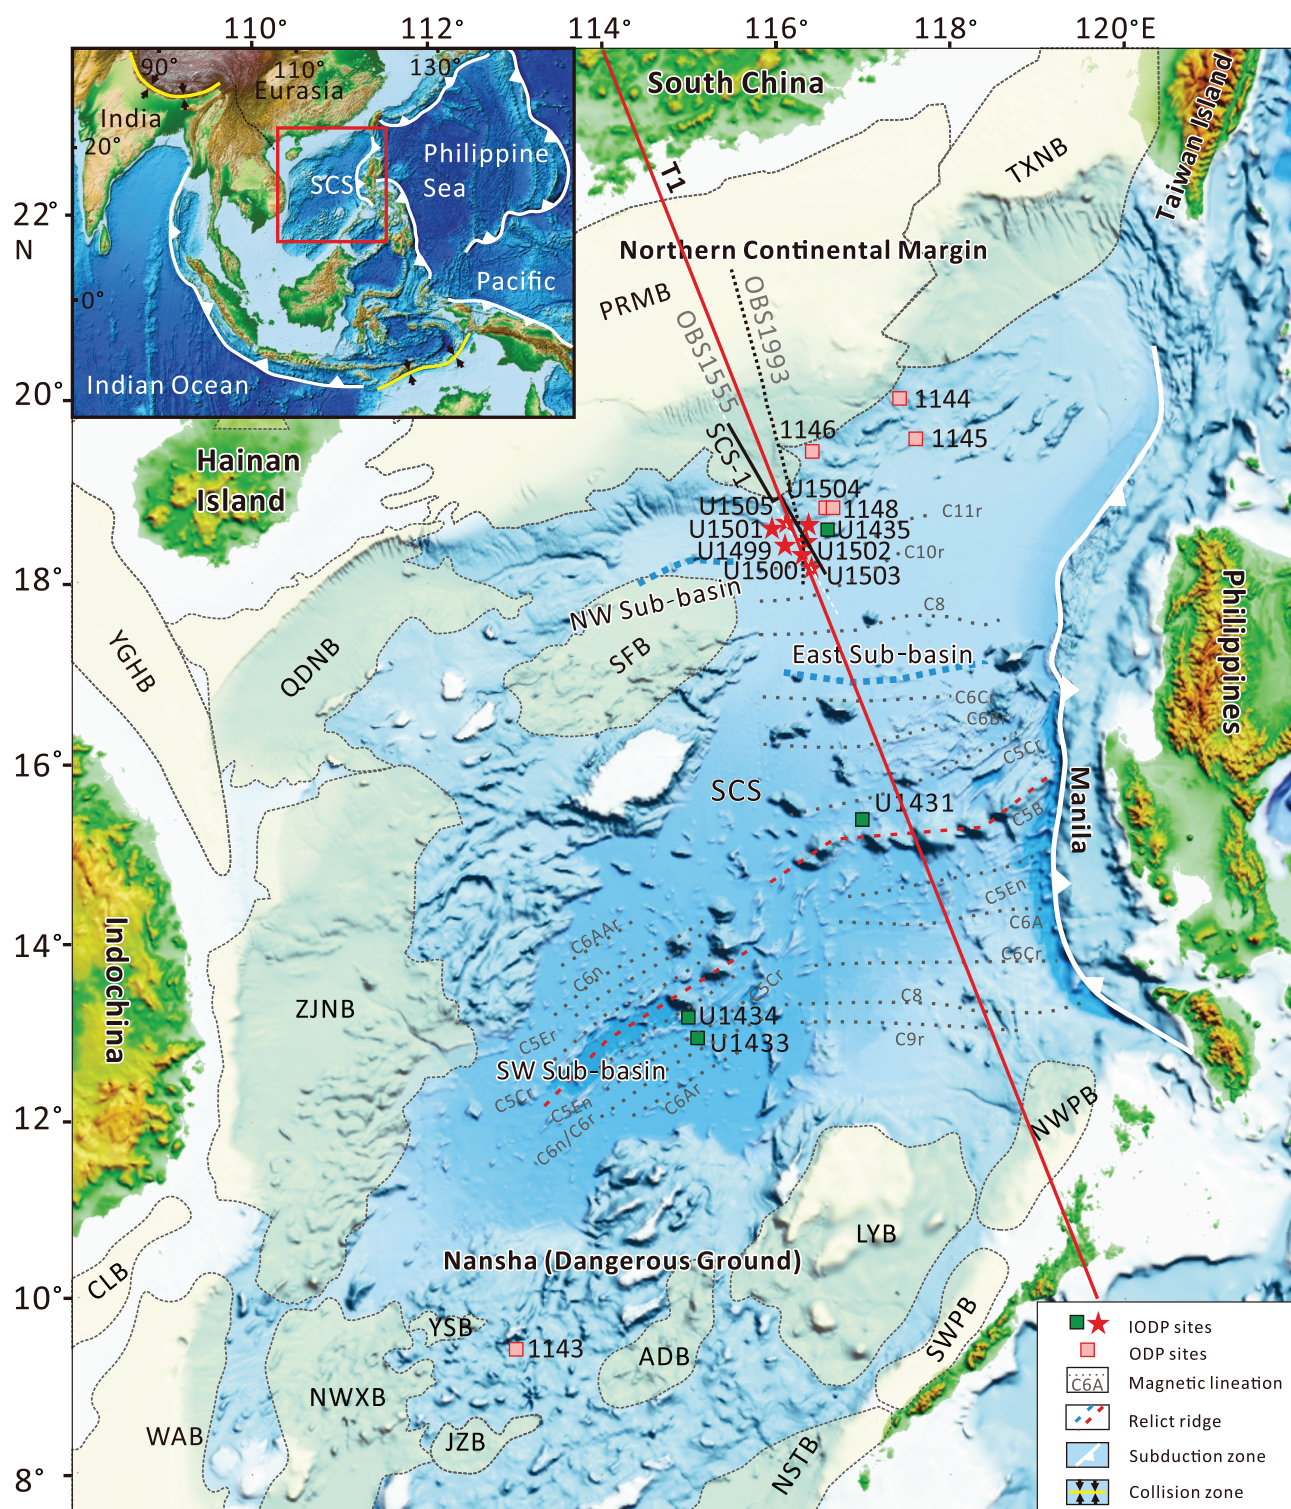 110°
112°
114°
116°
118°
120°E
22°
N
20°
18°
16°
14°
12°
10°
8°
90°
110°
130°
Eurasia
India
20°
Philippine
Sea
SCS
Pacific
0°
Indian Ocean
South China
T1
TXNB
Taiwan Island
Northern Continental Margin
PRMB
OBS1993
OBS1555
SCS-1
1144
1145
1146
Hainan
Island
U1504
U1505
1148
C11r
U1501
U1435
U1499
U1502
C10r
U1500
U1503
NW Sub-basin
C8
YGHB
QDNB
SFB
East Sub-basin
C6Cr
C6Br
C5Cr
Philippines
SCS
U1431
C5B
Manila
C5En
C6A
C6Cr
C6AAr
C6n
C5Cr
C8
C9r
Indochina
ZJNB
U1434
U1433
C5Er
SW Sub-basin
C5Cr
C5En
C6Ar
C6n/C6r
NWPB
LYB
Nansha (Dangerous Ground)
CLB
YSB
1143
ADB
SWPB
NWXB
WAB
JZB
NSTB
IODP sites
ODP sites
C6A
Magnetic lineation
Relict ridge
Subduction zone
Collision zone